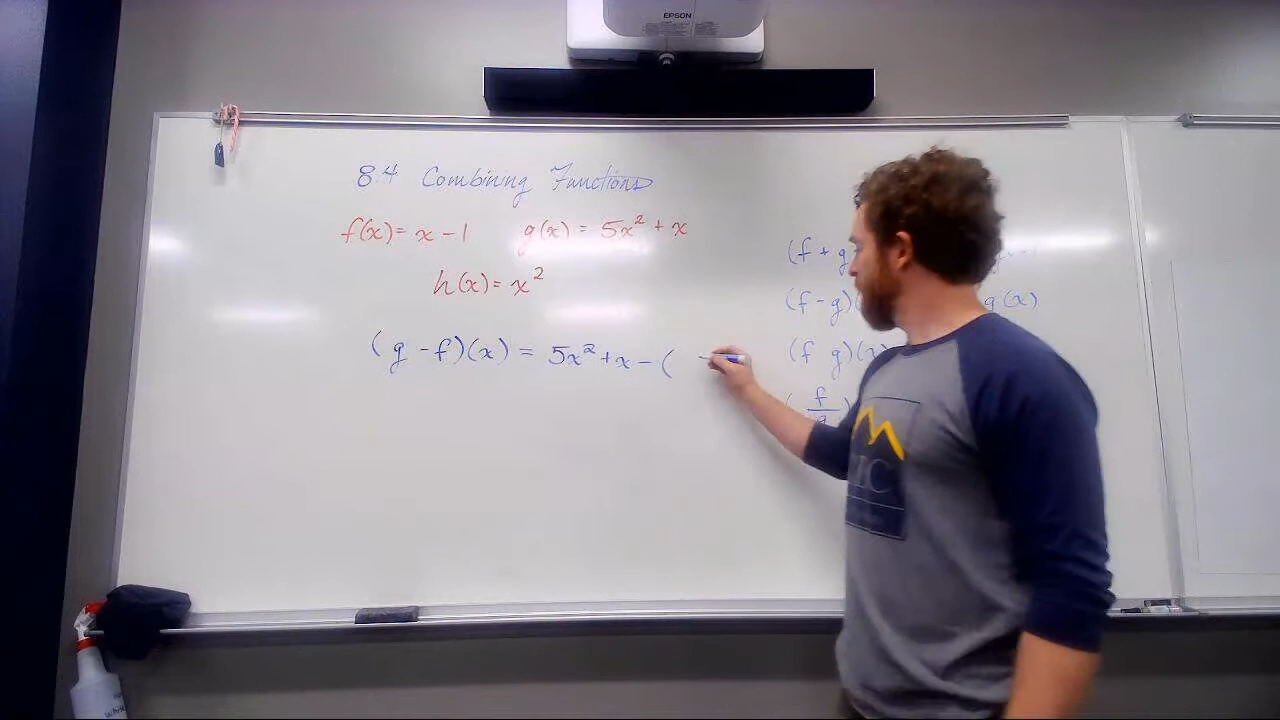 EPSON
8.4 Combining Functions
f(x) = x - 1 g(x) = 5x² + x
h(x) = x²
(g - f)(x) = 5x² + x - (
(f + g
(f - g)( g(x)
(f g)(x)
f